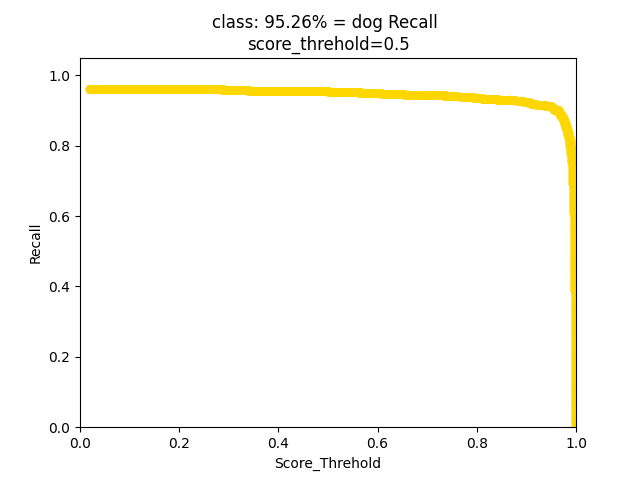 class: 95.26% = dog Recall
score_threhold=0.5
1.0
0.8
0.6
0.4
0.2
0.0
Recall
0.0 0.2 0.4 0.6 0.8 1.0
Score_Threhold